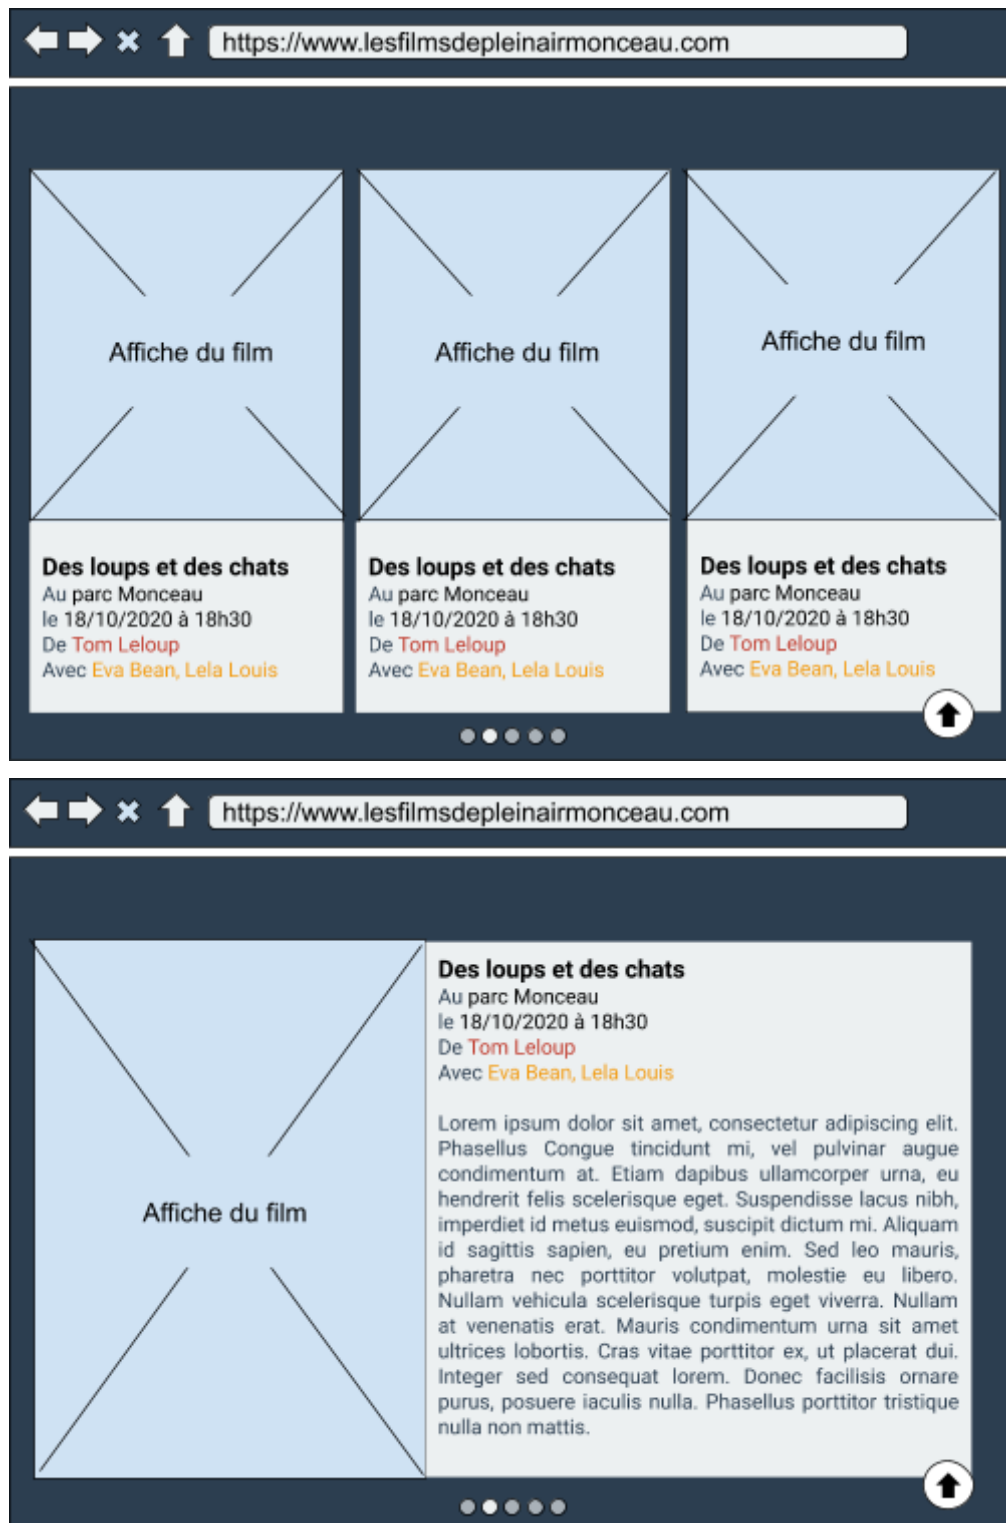 https://www.lesfilmsdepleinairmonceau.com
Affiche du film
Affiche du film
Affiche du film
Des loups et des chats
Au parc Monceau
le 18/10/2020 à 18h30
De Tom Leloup
Avec Eva Bean, Lela Louis
Des loups et des chats
Au parc Monceau
le 18/10/2020 à 18h30
De Tom Leloup
Avec Eva Bean, Lela Louis
Des loups et des chats
Au parc Monceau
le 18/10/2020 à 18h30
De Tom Leloup
Avec Eva Bean, Lela Louis
https://www.lesfilmsdepleinairmonceau.com
Affiche du film
Des loups et des chats
Au parc Monceau
le 18/10/2020 à 18h30
De Tom Leloup
Avec Eva Bean, Lela Louis
Lorem ipsum dolor sit amet, consectetur adipiscing elit.
Phasellus Congue tincidunt mi, vel pulvinar augue
condimentum at. Etiam dapibus ullamcorper urna, eu
hendrerit felis scelerisque eget. Suspendisse lacus nibh,
imperdiet id metus euismod, suscipit dictum mi. Aliquam
id sagittis sapien, eu pretium enim. Sed leo mauris,
pharetra nec porttitor volutpat, molestie eu libero.
Nullam vehicula scelerisque turpis eget viverra. Nullam
at venenatis erat. Mauris condimentum urna sit amet
ultrices lobortis. Cras vitae porttitor ex, ut placerat dui.
Integer sed consequat lorem. Donec facilisis ornare
purus, posuere iaculis nulla. Phasellus porttitor tristique
nulla non mattis.